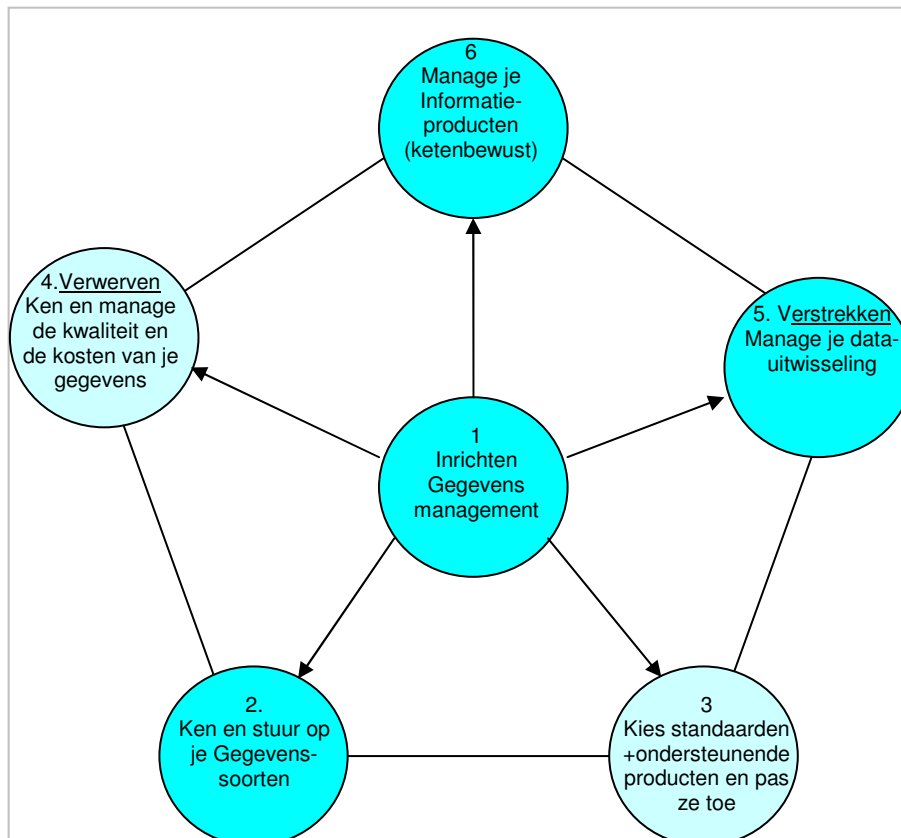 6
Manage je
Informatie-
producten
(ketenbewust)
4.Verwerven
Ken en manage
de kwaliteit en
de kosten van je
gegevens
5. Verstrekken
Manage je data-
uitwisseling
1
Inrichten
Gegevens
management
2.
Ken en stuur op
je Gegevens-
soorten
3
Kies standaarden
+ondersteunende
producten en pas
ze toe